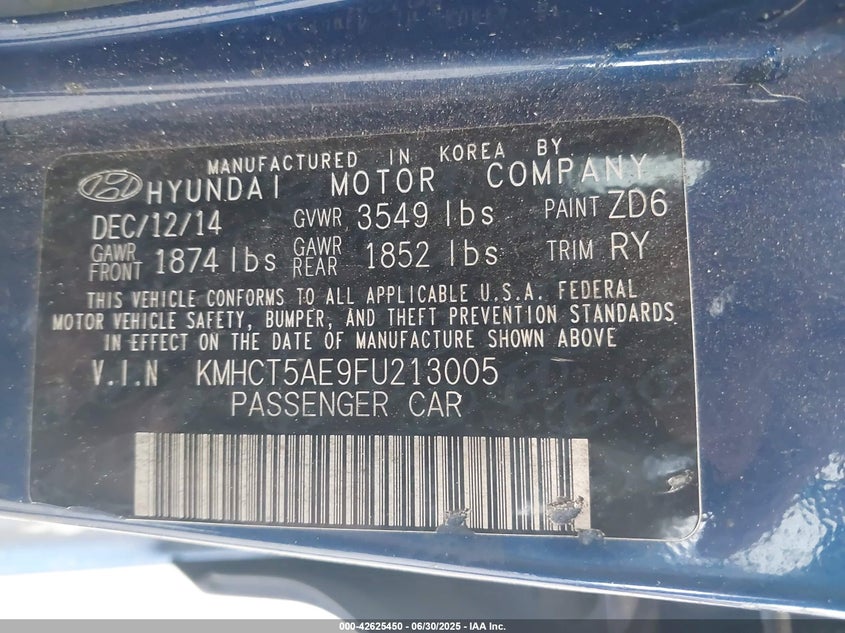 MANUFACTURED IN KOREA BY
HYUNDAI MOTOR COMPANY
DEC/12/14 GVWR 3549 lbs PAINT ZD6
GAWR FRONT 1874 lbs GAWR REAR 1852 lbs TRIM RY
THIS VEHICLE CONFORMS TO ALL APPLICABLE U.S.A. FEDERAL
MOTOR VEHICLE SAFETY, BUMPER, AND THEFT PREVENTION STANDARDS
IN EFFECT ON THE DATE OF MANUFACTURE SHOWN ABOVE
V.I.N KMHCT5AE9FU213005
PASSENGER CAR
000-42625450 - 06/30/2025 - IAA Inc.